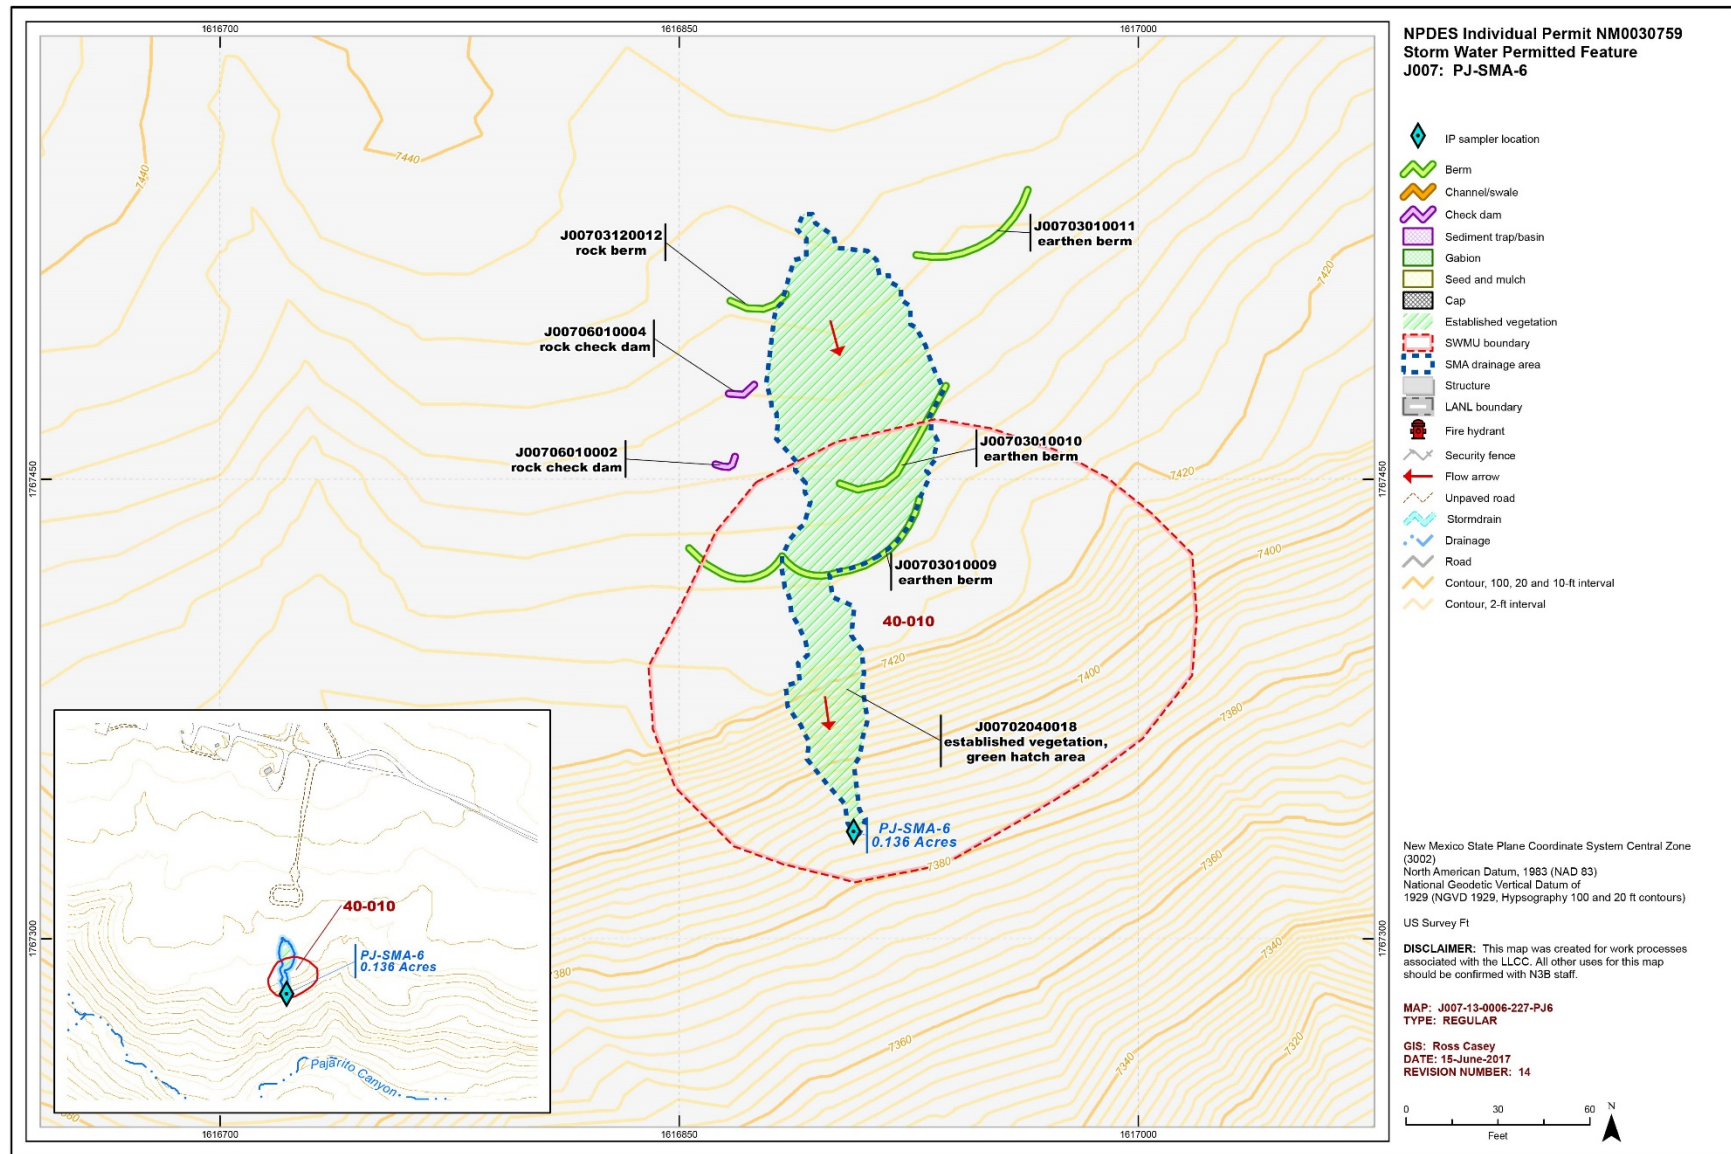 NPDES Individual Permit NM0030759
Storm Water Permitted Feature
J007: PJ-SMA-6
IP sampler location
Berm
Channel/swale
Check dam
Sediment trap/basin
Gabion
Seed and mulch
Cap
Established vegetation
SWMU boundary
SMA drainage area
Structure
LANL boundary
Fire hydrant
Security fence
Flow arrow
Unpaved road
Stormdrain
Drainage
Road
Contour, 100, 20 and 10-ft interval
Contour, 2-ft interval
New Mexico State Plane Coordinate System Central Zone
(3002)
North American Datum, 1983 (NAD 83)
National Geodetic Vertical Datum of
1929 (NGVD 1929, Hypsography 100 and 20 ft contours)
US Survey Ft
DISCLAIMER: This map was created for work processes
associated with the LLCC. All other uses for this map
should be confirmed with N3B staff.
MAP: J007-13-0006-227-PJ6
TYPE: REGULAR
GIS: Ross Casey
DATE: 15-June-2017
REVISION NUMBER: 14
0 30 60
Feet
N
1616700 1616850 1617000
7440
7440
J00703120012
rock berm
J00703010011
earthen berm
7420
J00706010004
rock check dam
J00706010002
rock check dam
J00703010010
earthen berm
1767450
1767450
7420
7400
J00703010009
earthen berm
40-010
7420
7400
7380
J00702040018
established vegetation,
green hatch area
PJ-SMA-6
0.136 Acres
7380
7360
1767300
1767300
7340
380
7360
7340
7320
40-010
PJ-SMA-6
0.136 Acres
Pajarito Canyon
1616700 1616850 1617000